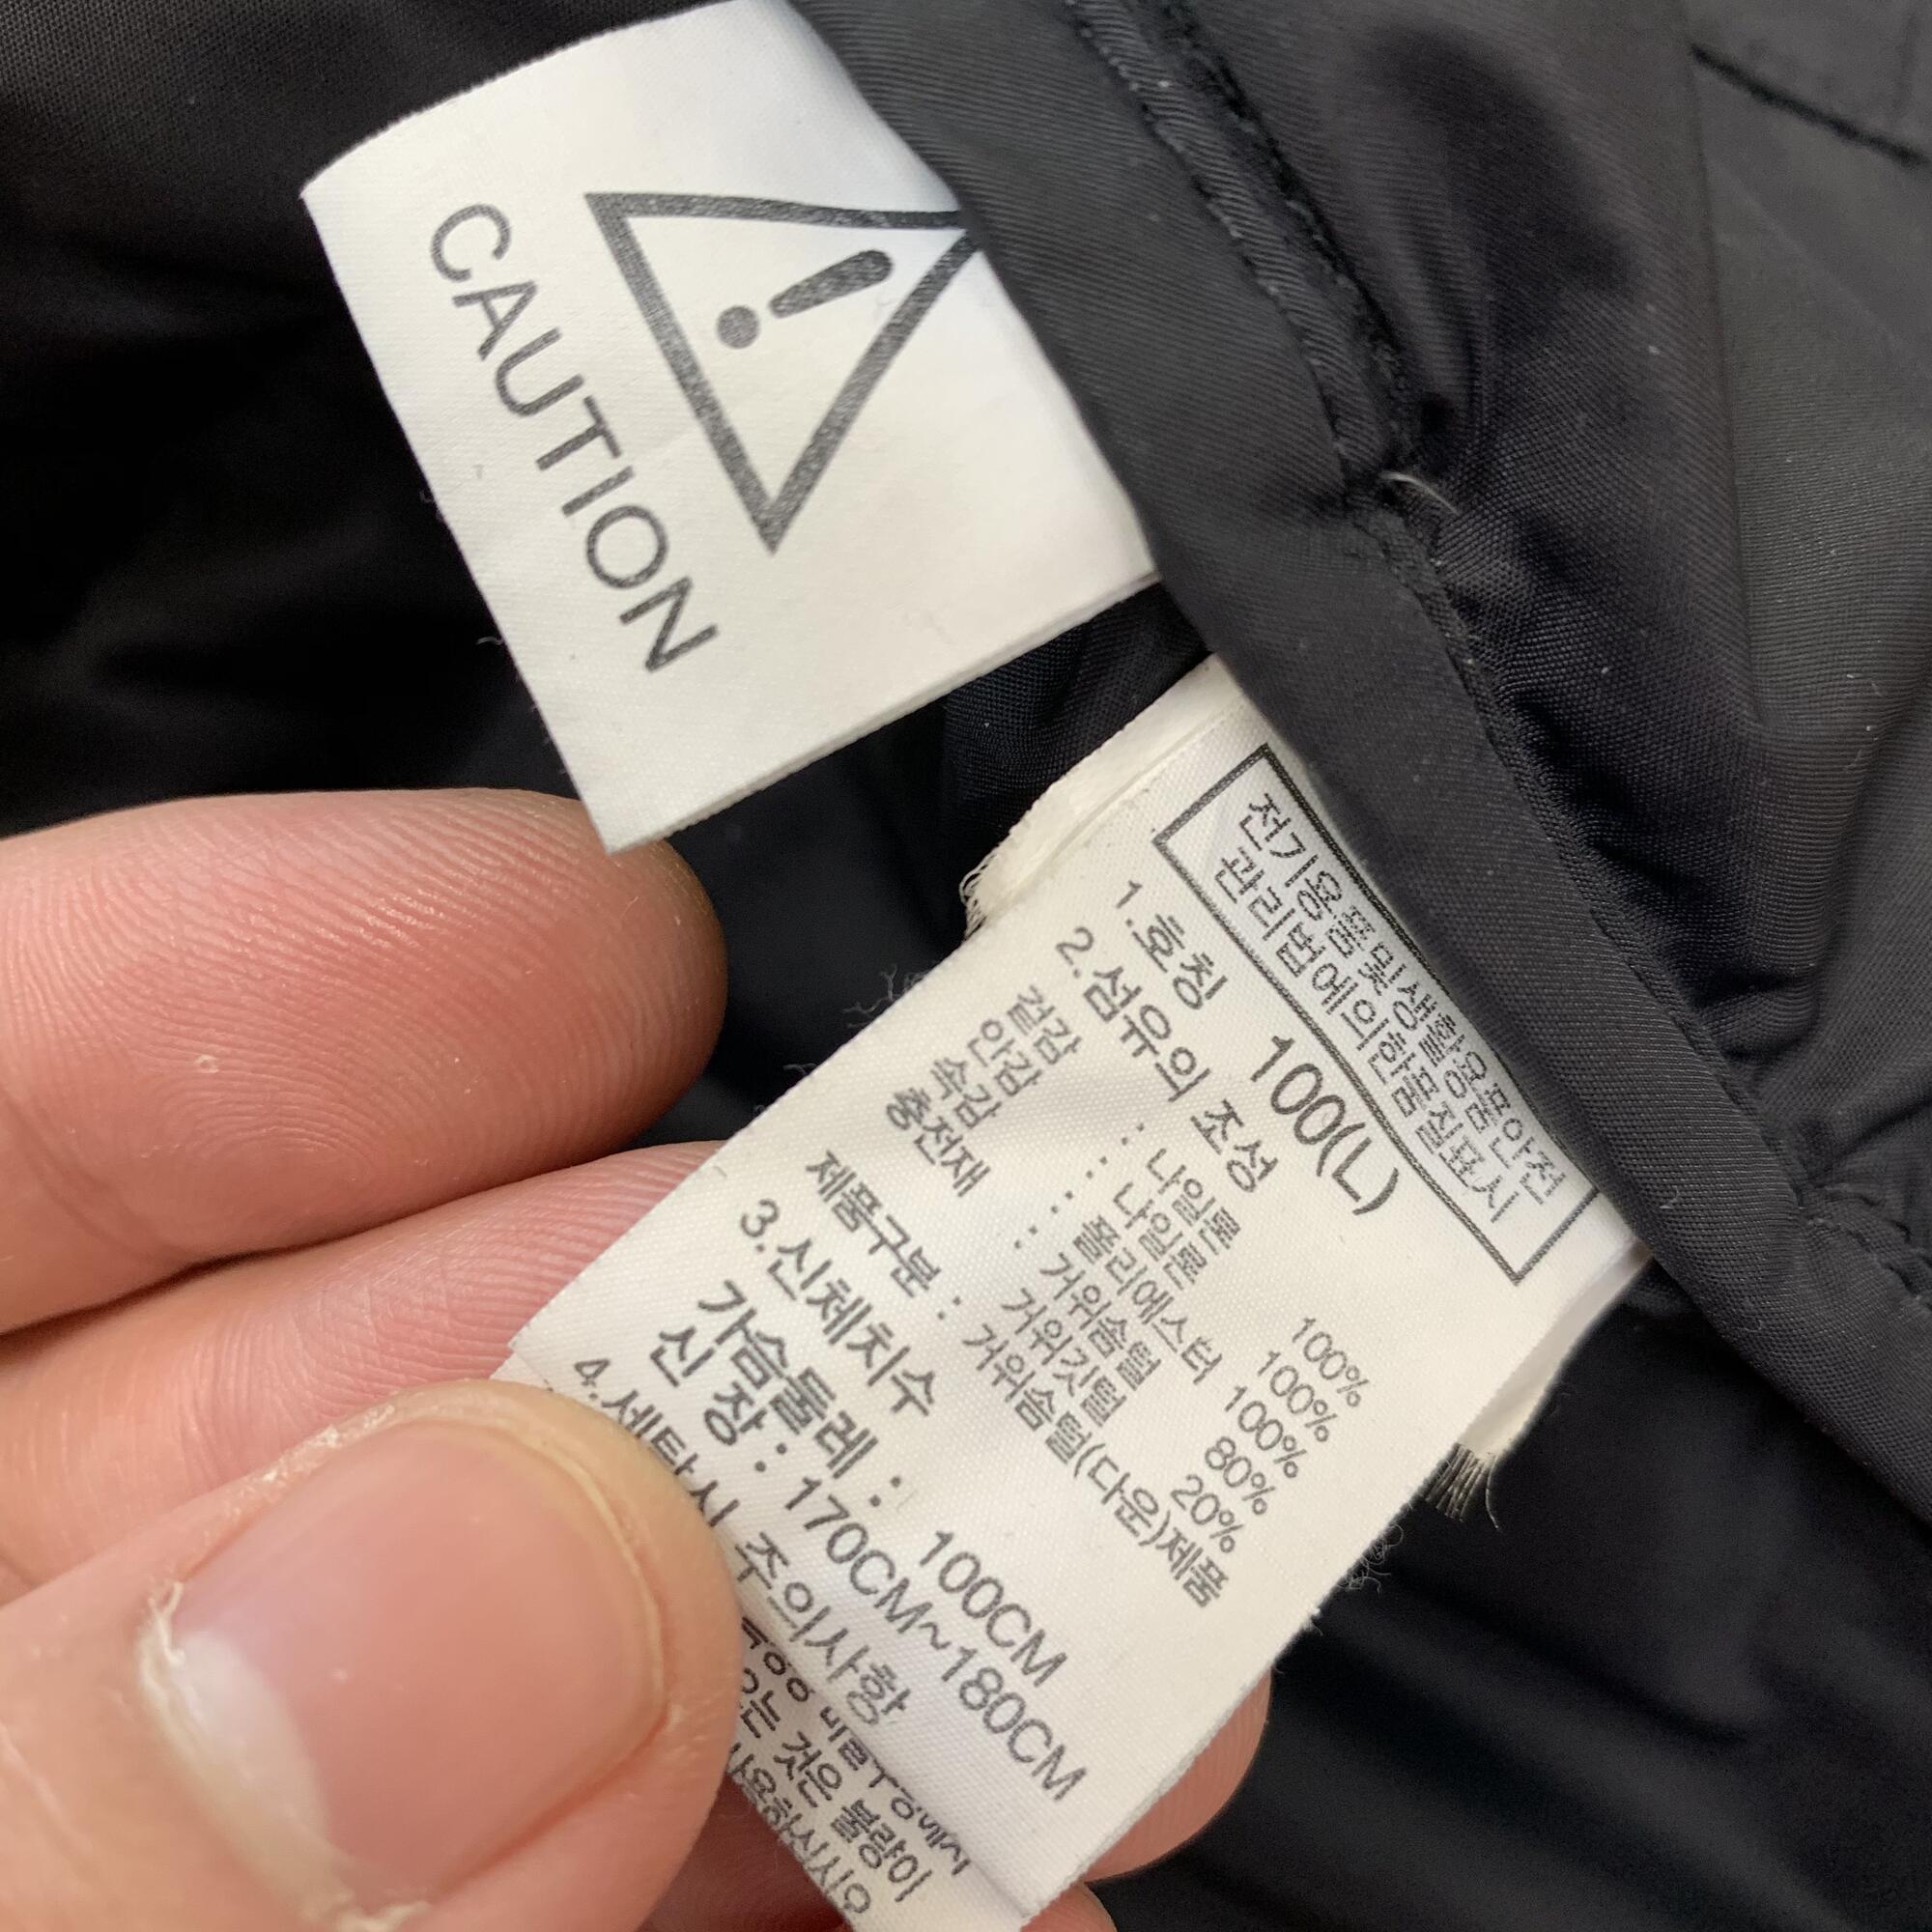 CAUTION
전기용품및생활용품안전
관리법에의한품질표시
1.호칭 100(L)
2.섬유의 조성
겉감 : 나일론 100%
안감 : 나일론 100%
속감 : 폴리에스터 100%
충전재 : 거위솜털 80%
거위깃털 20%
제품구분 : 거위솜털(다운)제품
3.신체치수
가슴둘레 : 100CM
신 장 : 170CM~180CM
4.세탁시 주의사항
것은 불량이